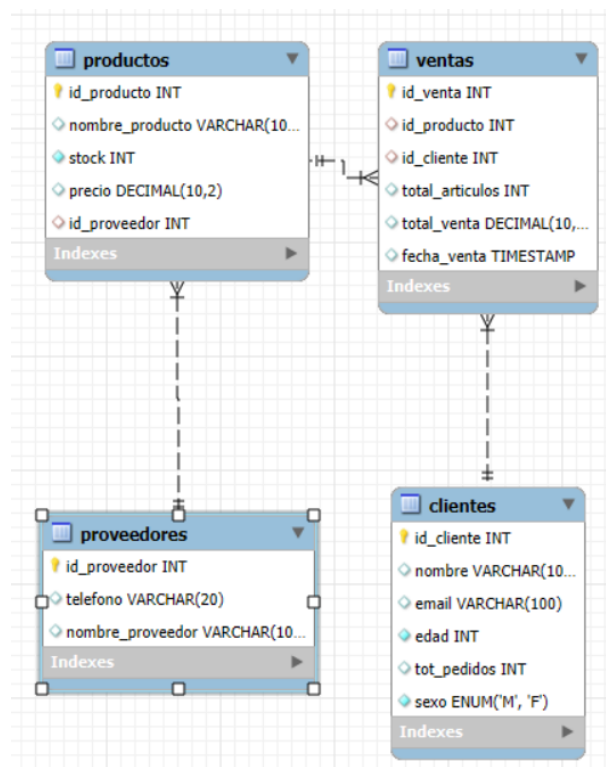 productos
id_producto INT
nombre_producto VARCHAR(10...
stock INT
precio DECIMAL(10,2)
id_proveedor INT
Indexes
ventas
id_venta INT
id_producto INT
id_cliente INT
total_articulos INT
total_venta DECIMAL(10,...
fecha_venta TIMESTAMP
Indexes
proveedores
id_proveedor INT
telefono VARCHAR(20)
nombre_proveedor VARCHAR(10...
Indexes
clientes
id_cliente INT
nombre VARCHAR(10...
email VARCHAR(100)
edad INT
tot_pedidos INT
sexo ENUM('M', 'F')
Indexes